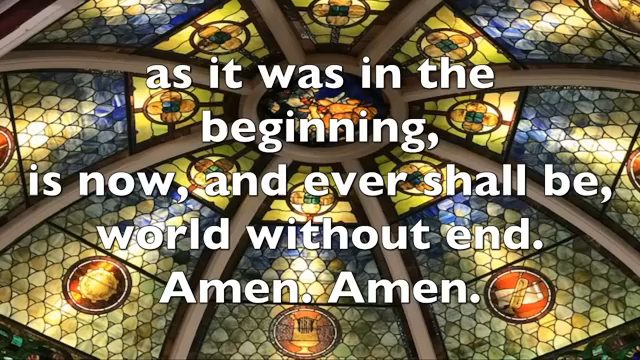 as it was in the
beginning,
is now, and ever shall be,
world without end.
Amen. Amen.